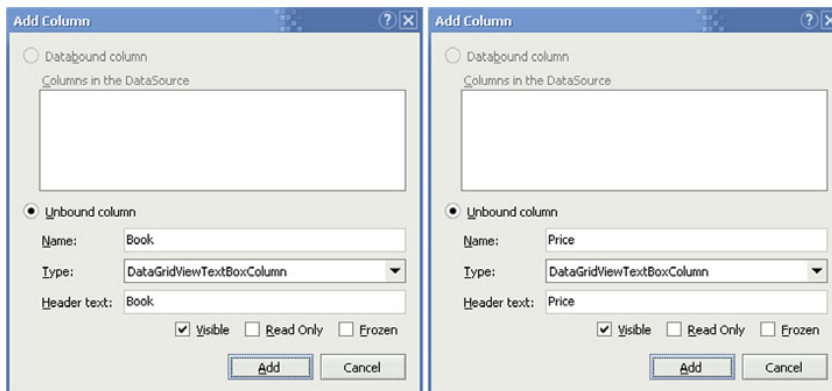 Add Column
Databound column
Columns in the DataSource
Unbound column
Name: Book
Type: DataGridViewTextBoxColumn
Header text: Book
Visible Read Only Frozen
Add Cancel
Add Column
Databound column
Columns in the DataSource
Unbound column
Name: Price
Type: DataGridViewTextBoxColumn
Header text: Price
Visible Read Only Frozen
Add Cancel